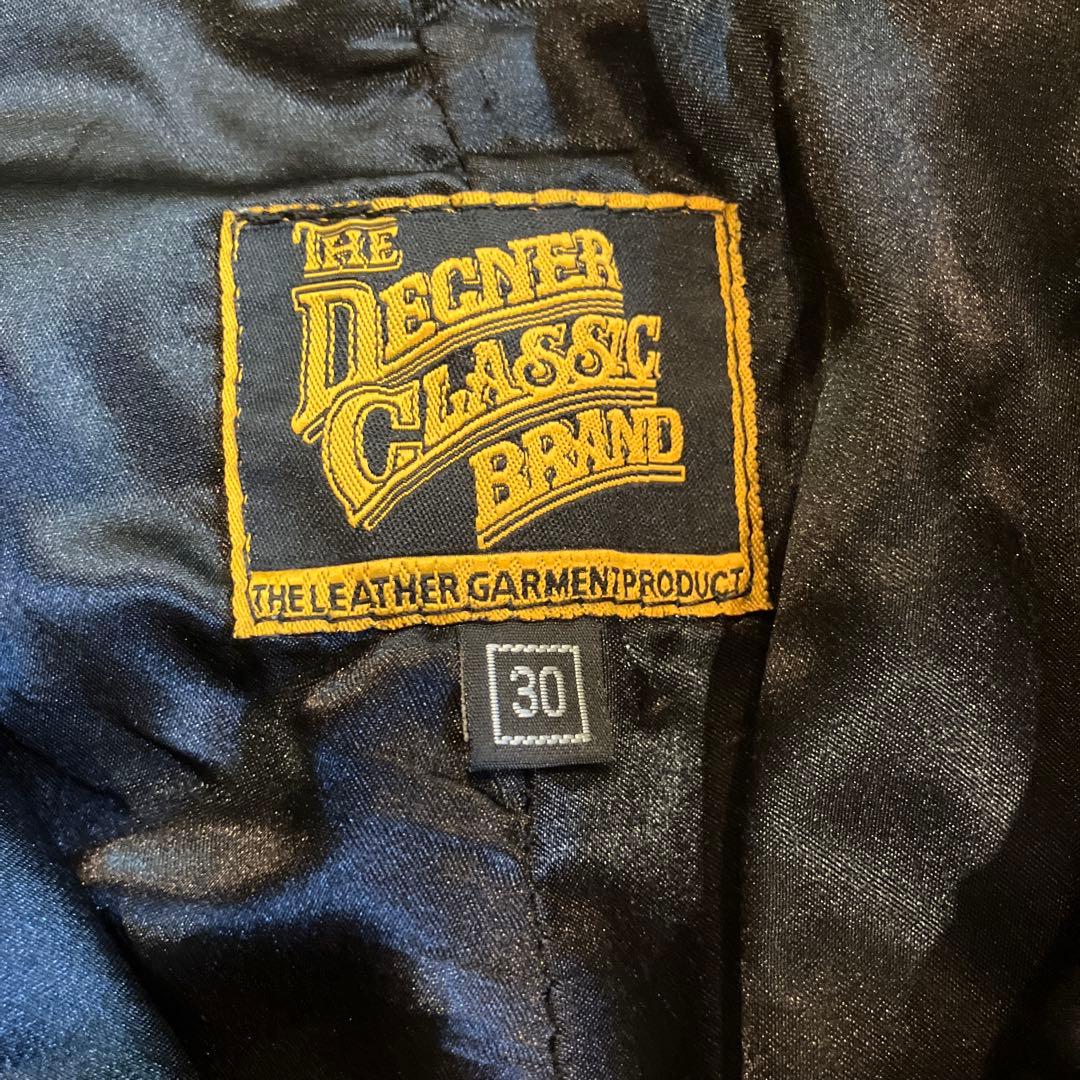 THE
DEGNER
CLASSIC
BRAND
THE LEATHER GARMENT PRODUCT
30